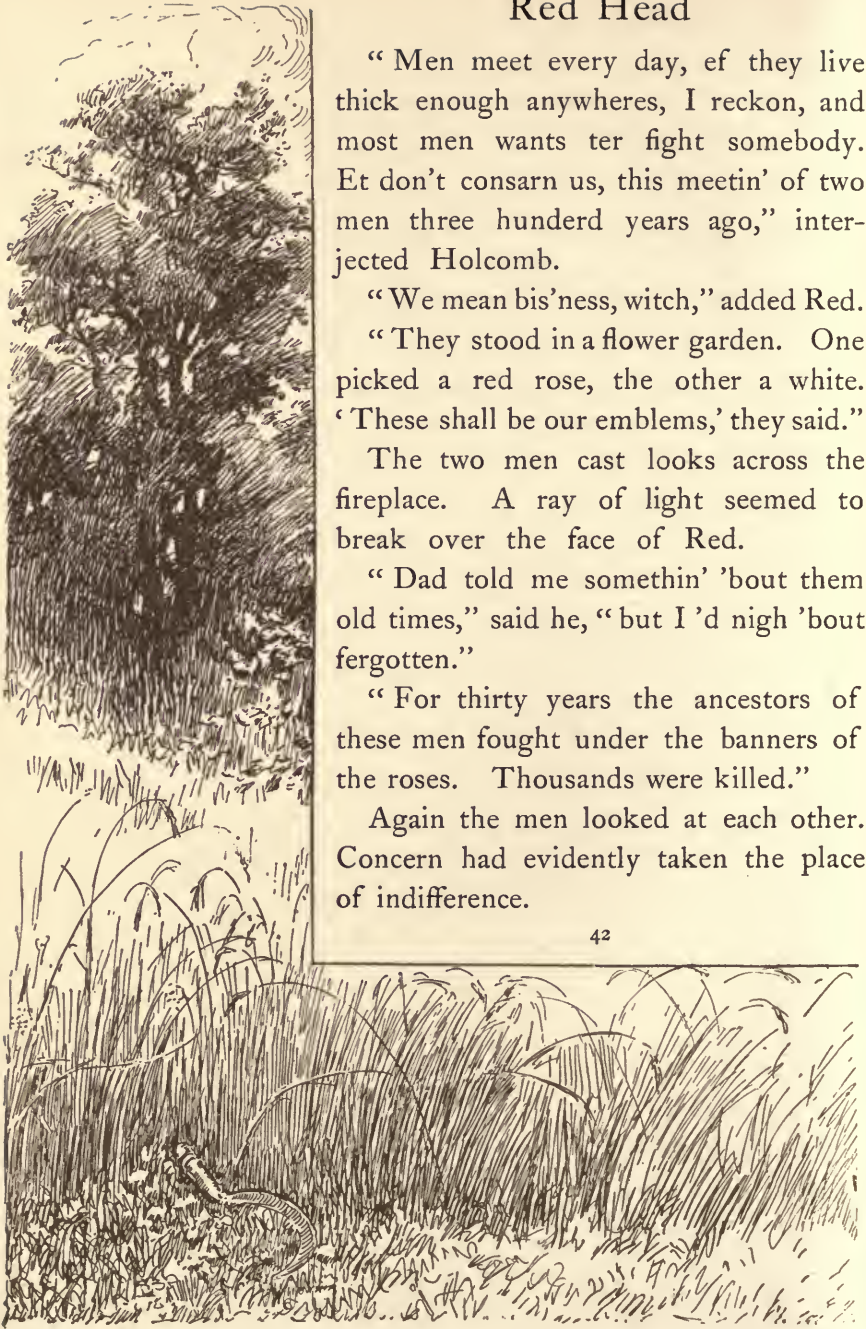 Red Head
“ Men meet every day, ef they live
thick enough anywheres, I reckon, and
most men wants ter fight somebody.
Et don’t consarn us, this meetin’ of two
men three hunderd years ago,” inter-
jected Holcomb.
“ We mean bis’ness, witch,” added Red.
“ They stood in a flower garden. One
picked a red rose, the other a white.
‘ These shall be our emblems,’ they said.”
The two men cast looks across the
fireplace. A ray of light seemed to
break over the face of Red.
“ Dad told me somethin’ ’bout them
old times,” said he, “ but I ’d nigh ’bout
fergotten.”
“ For thirty years the ancestors of
these men fought under the banners of
the roses. Thousands were killed.”
Again the men looked at each other.
Concern had evidently taken the place
of indifference.
42